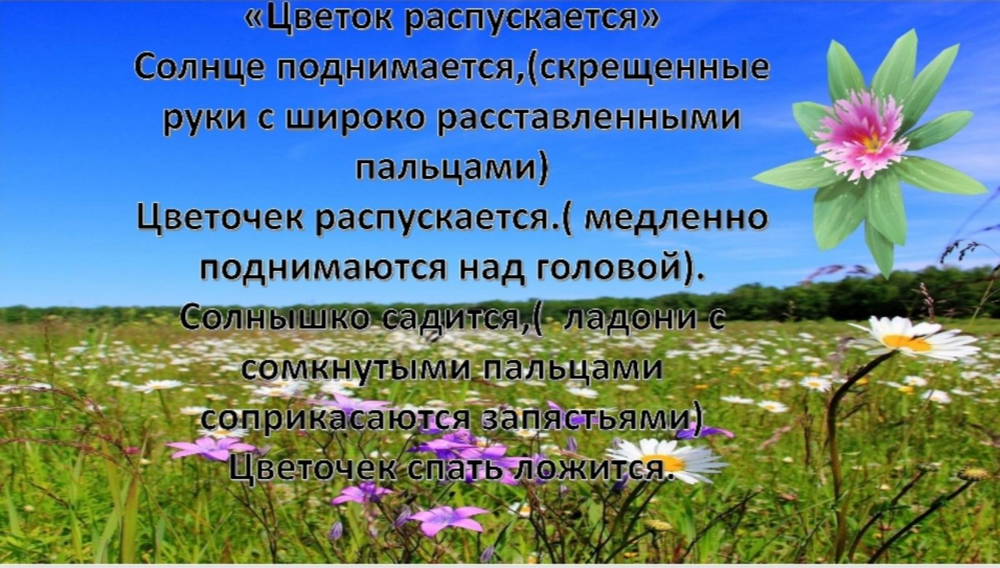 «Цветок распускается»
Солнце поднимается,(скрещенные
руки с широко расставленными
пальцами)
Цветочек распускается.( медленно
поднимаются над головой).
Солнышко садится,( ладони с
сомкнутыми пальцами
соприкасаются запястьями)
Цветочек спать ложится.